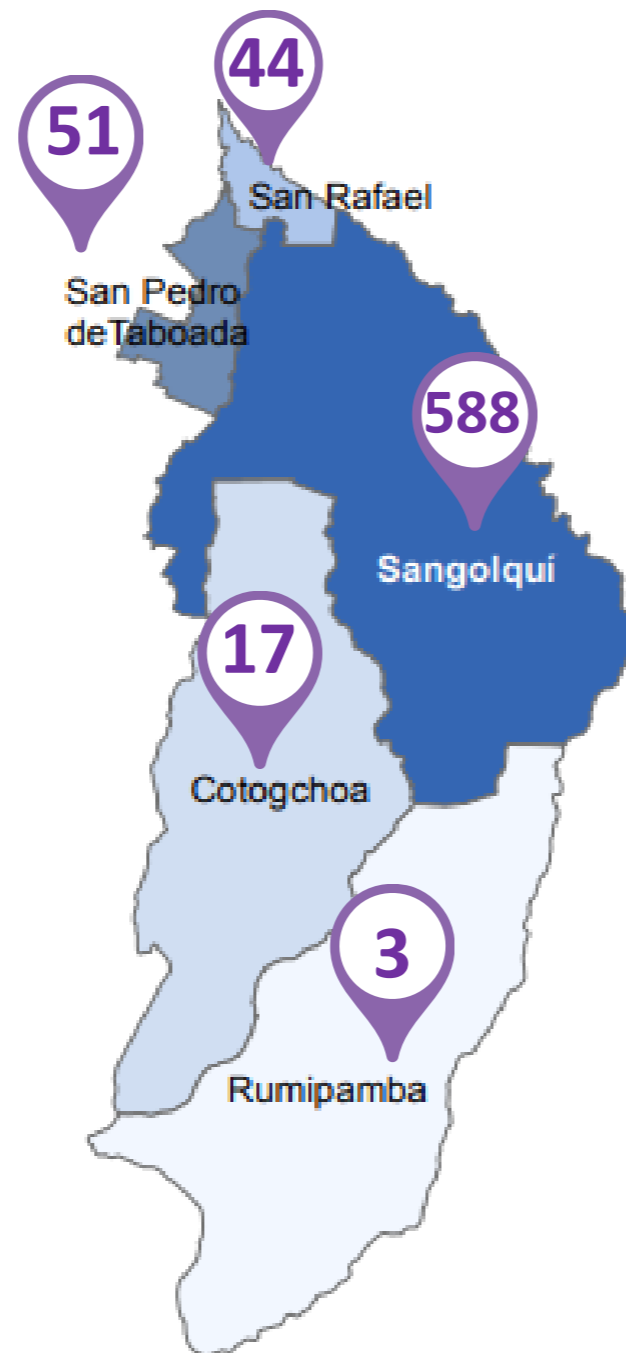 44
51
San Rafael
San Pedro
deTaboada
588
Sangolquí
17
Cotogchoa
3
Rumipamba